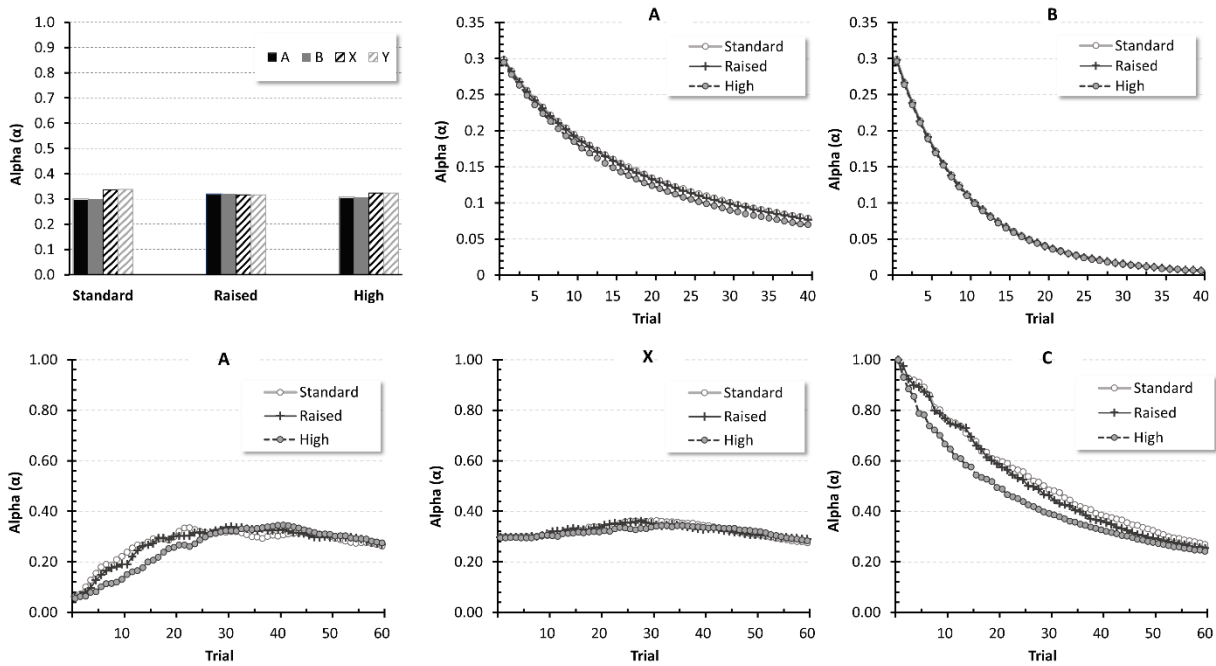 Alpha (α)
1.0
0.9
0.8
0.7
0.6
0.5
0.4
0.3
0.2
0.1
0.0
A B X Y
Standard Raised High
A
Alpha (α)
0.35
0.3
0.25
0.2
0.15
0.1
0.05
0
Standard
Raised
High
5 10 15 20 25 30 35 40
Trial
B
Alpha (α)
0.35
0.3
0.25
0.2
0.15
0.1
0.05
0
Standard
Raised
High
5 10 15 20 25 30 35 40
Trial
A
Alpha (α)
1.00
0.80
0.60
0.40
0.20
0.00
Standard
Raised
High
10 20 30 40 50 60
Trial
X
Alpha (α)
1.00
0.80
0.60
0.40
0.20
0.00
Standard
Raised
High
10 20 30 40 50 60
Trial
C
Alpha (α)
1.00
0.80
0.60
0.40
0.20
0.00
Standard
Raised
High
10 20 30 40 50 60
Trial